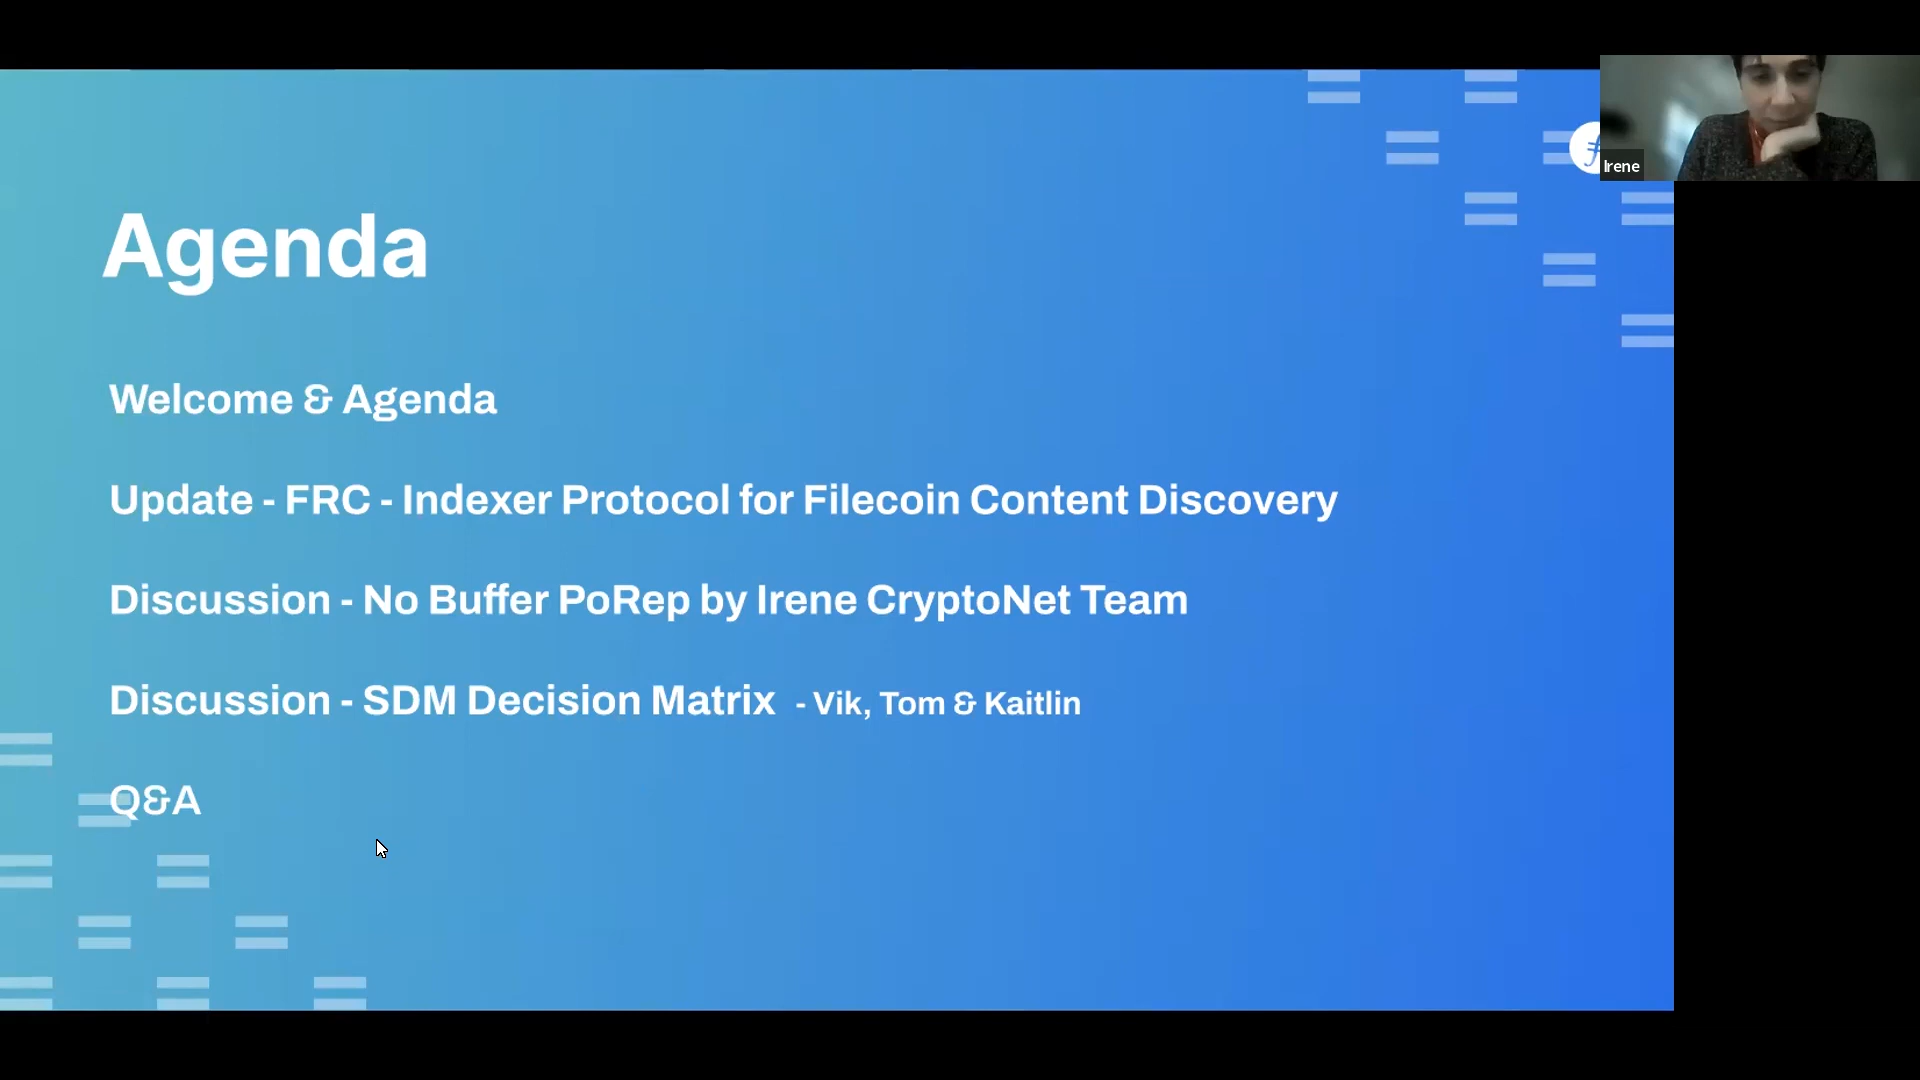 Agenda
Welcome & Agenda
Update - FRC - Indexer Protocol for Filecoin Content Discovery
Discussion - No Buffer PoRep by Irene CryptoNet Team
Discussion - SDM Decision Matrix - Vik, Tom & Kaitlin
Q&A
Irene